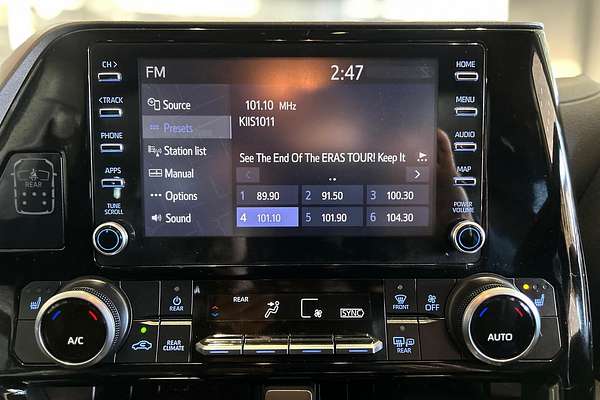 CH >
FM
2:47
HOME
< TRACK
Source
101.10 MHz
MENU
KIIS1011
Presets
PHONE
Station list
AUDIO
See The End Of The ERAS TOUR! Keep It
APPS
Manual
MAP
Options
1 89.90
2 91.50
3 100.30
TUNE
SCROLL
Sound
4 101.10
5 101.90
6 104.30
POWER
VOLUME
REAR
REAR
REAR
FRONT
OFF
A/C
SYNC
AUTO
REAR
CLIMATE
REAR